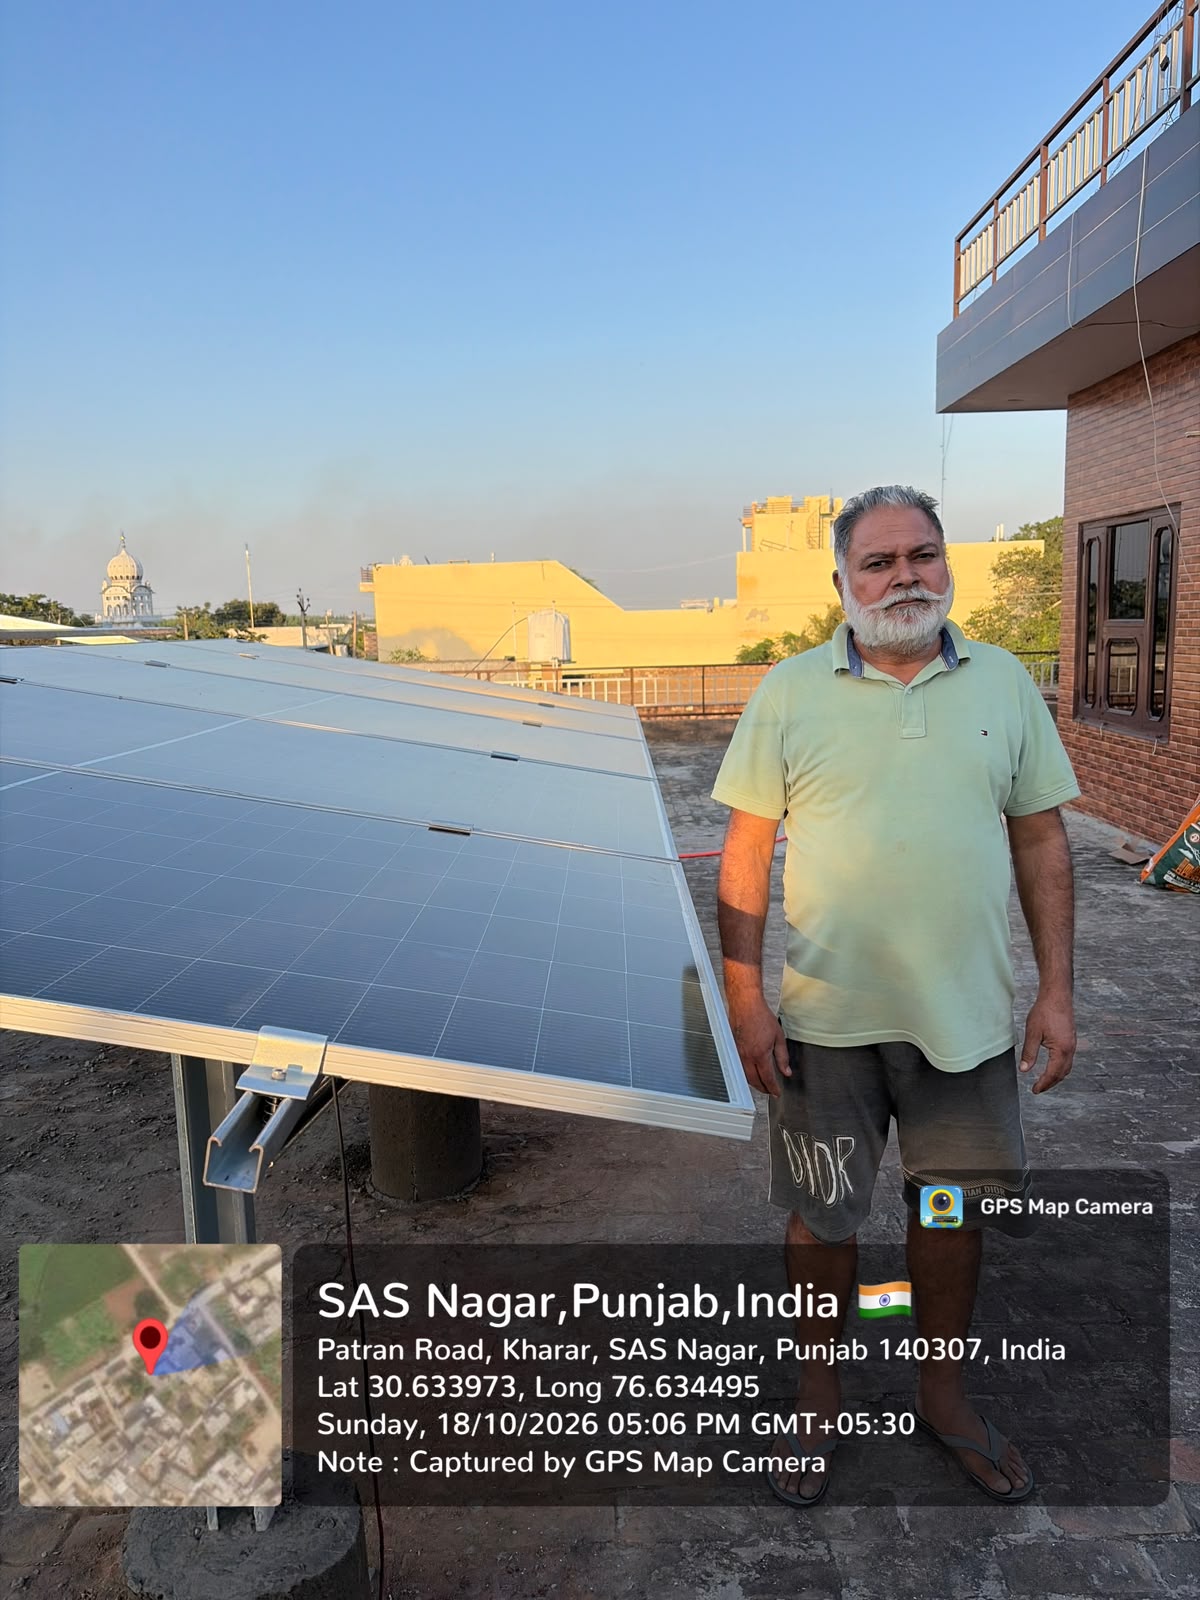 DIOR
TIAN DIOR
GPS Map Camera
SAS Nagar,Punjab,India
Patran Road, Kharar, SAS Nagar, Punjab 140307, India
Lat 30.633973, Long 76.634495
Sunday, 18/10/2026 05:06 PM GMT+05:30
Note : Captured by GPS Map Camera